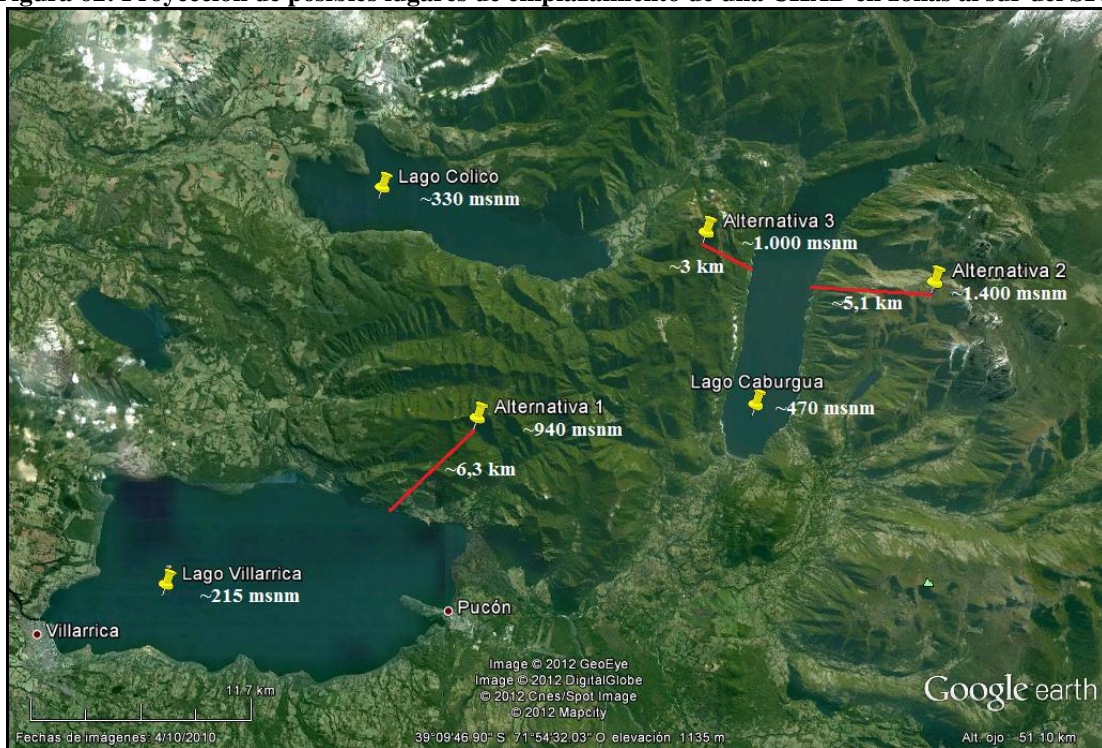 Figura 62: Proyección de posibles lugares de emplazamiento de una CHAB en zonas al sur del
Lago Colico
~330 msnm
Alternativa 3
~1.000 msnm
~3 km
Alternativa 2
~1.400 msnm
~5,1 km
Lago Caburgua
~470 msnm
Alternativa 1
~940 msnm
~6,3 km
Lago Villarrica
~215 msnm
Pucón
Villarrica
Image © 2012 GeoEye
Image © 2012 DigitalGlobe
© 2012 Cnes/Spot Image
© 2012 Mapcity
11.7 km
Google earth
Fechas de imágenes: 4/10/2010
39°09'46.90" S 71°54'32.03" O elevación 1135 m
Alt. ojo 51.10 km